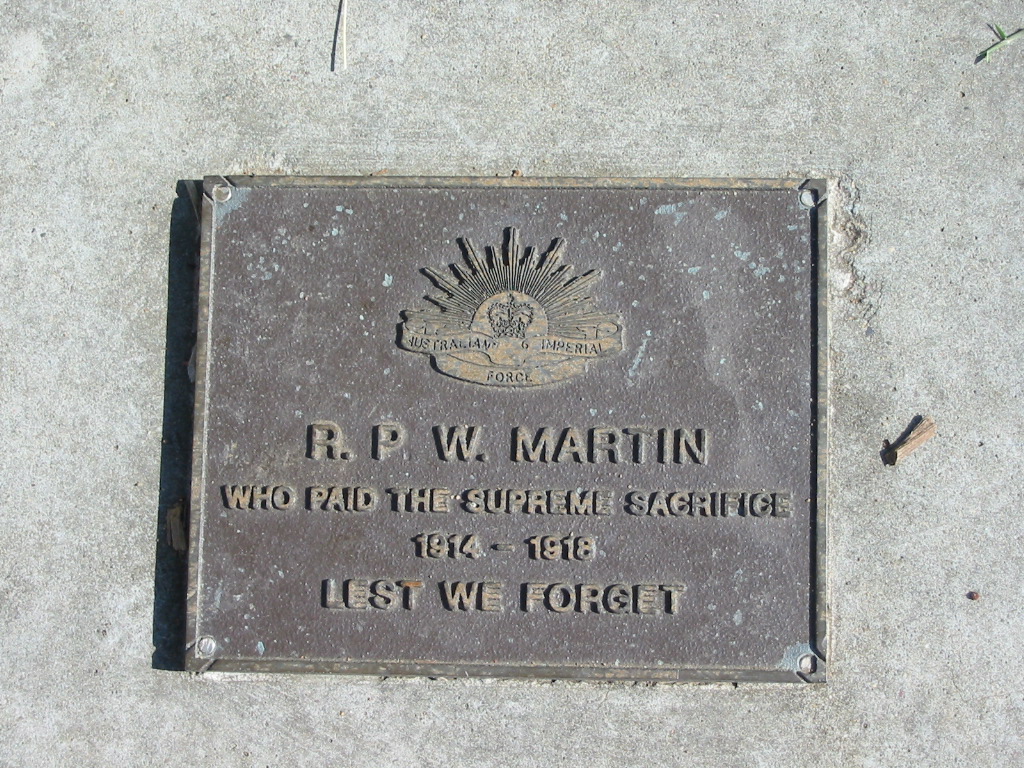 AUSTRALIAN IMPERIAL
FORCE
R. P. W. MARTIN
WHO PAID THE SUPREME SACRIFICE
1914 - 1918
LEST WE FORGET